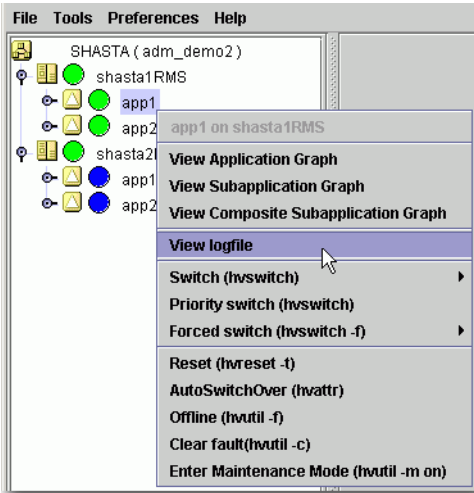 File Tools Preferences Help
SHASTA ( adm_demo2 )
shasta1RMS
app1
app2
shasta2
app1
app2
app1 on shasta1RMS
View Application Graph
View Subapplication Graph
View Composite Subapplication Graph
View logfile
Switch (hvswitch)
Priority switch (hvswitch)
Forced switch (hvswitch -f)
Reset (hvreset -t)
AutoSwitchOver (hvattr)
Offline (hvutil -f)
Clear fault(hvutil -c)
Enter Maintenance Mode (hvutil -m on)